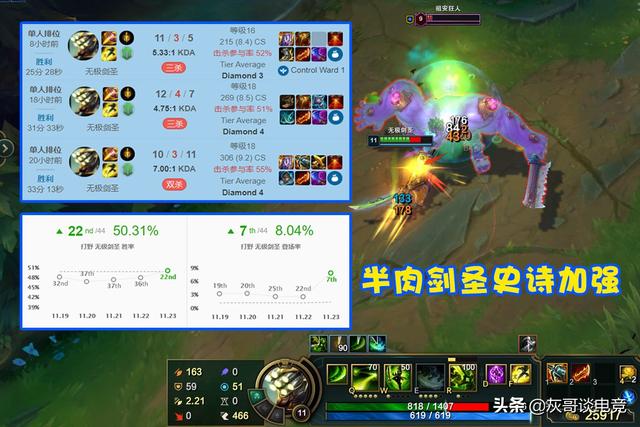 祖安狂人
9
单人排位
8小时前
胜利
25分 28秒
无极剑圣
11 / 3 / 5
5.33:1 KDA
三杀
等级16
215 (8.4) CS
击杀参与率 52%
Tier Average
Diamond 3
Control Ward 1
单人排位
18小时前
胜利
31分 33秒
无极剑圣
12 / 4 / 7
4.75:1 KDA
三杀
等级18
269 (8.5) CS
击杀参与率 51%
Tier Average
Diamond 4
单人排位
20小时前
胜利
33分 13秒
无极剑圣
10 / 3 / 11
7.00:1 KDA
双杀
等级18
306 (9.2) CS
击杀参与率 55%
Tier Average
Diamond 4
无极剑圣
11
176
84
43
133
178
22 nd /44 50.31%
打野 无极剑圣 胜率
51%
48%
45%
42%
39%
32nd
37th
37th
36th
22nd
11.19
11.20
11.21
11.22
11.23
7 th /44 8.04%
打野 无极剑圣 登场率
9%
6%
3%
0%
19th
20th
25th
22nd
7th
11.19
11.20
11.21
11.22
11.23
半肉剑圣史诗加强
90
163
0
59
51
2.21
0
0
466
11
70
50
100
D
F
818 / 1407
619 / 619
2
25917
头条 @灰哥谈电竞